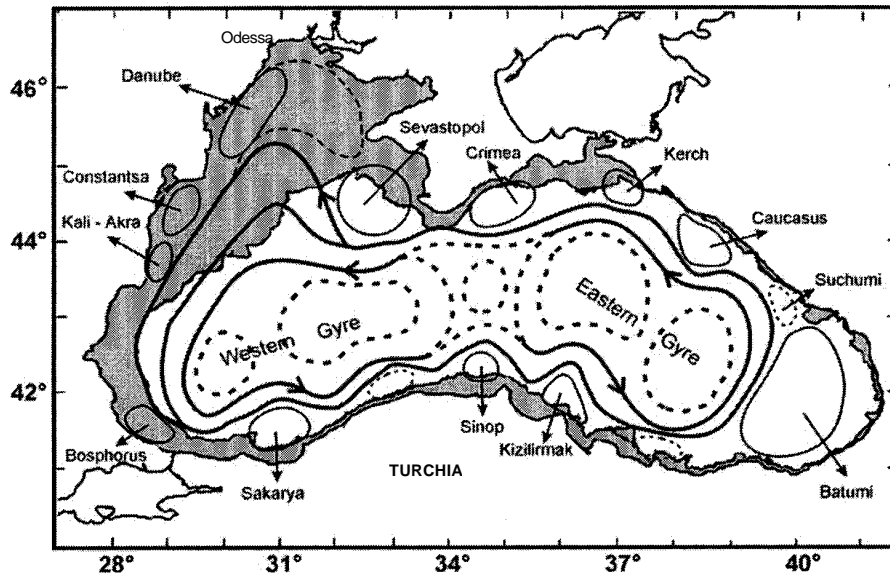 Odessa
46°
Danube
Sevastopol
Crimea
Kerch
Constantsa
Kali - Akra
44°
Caucasus
Suchumi
Western
Gyre
Eastern
Gyre
42°
Bosphorus
Sakarya
TURCHIA
Sinop
Kizilirmak
Batumi
28°
31°
34°
37°
40°